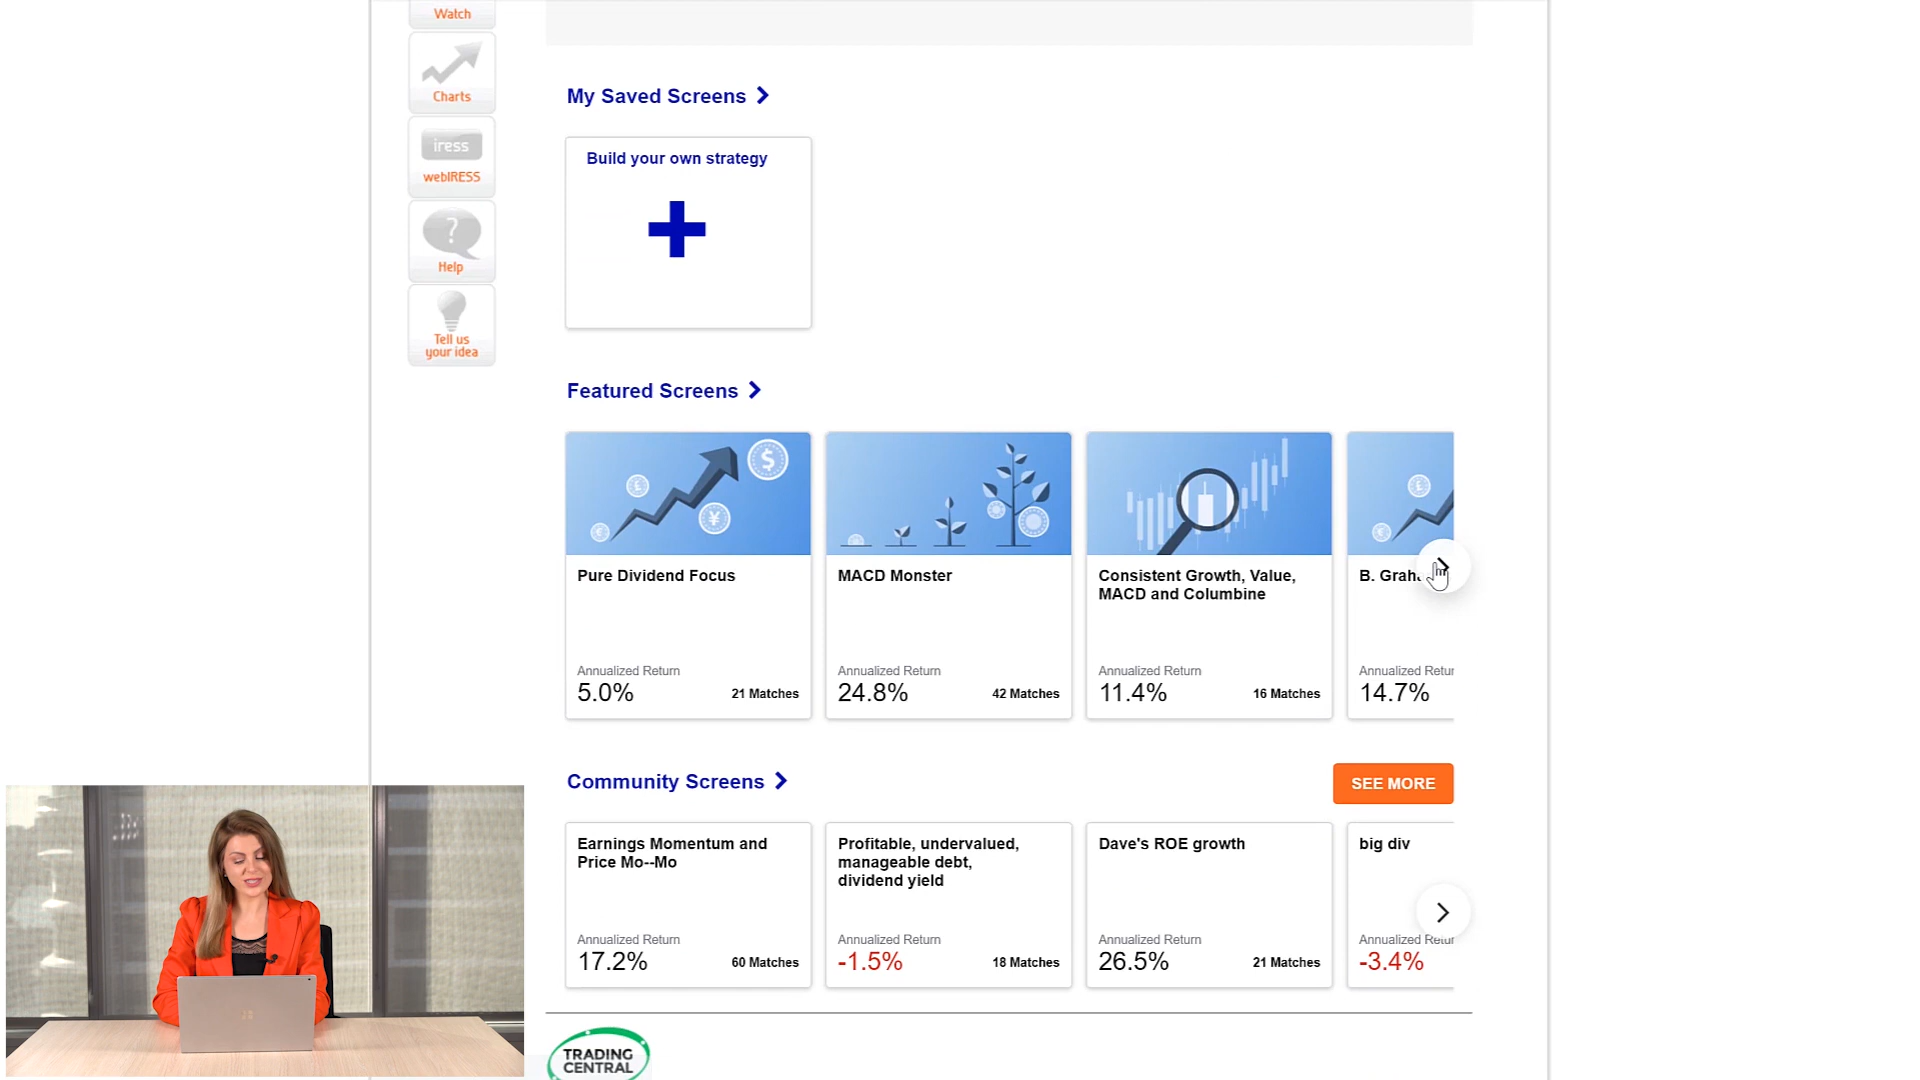 Watch
Charts
iress
webIRESS
?
Help
Tell us
your idea
My Saved Screens
Build your own strategy
Featured Screens
Pure Dividend Focus
Annualized Return
5.0%
21 Matches
MACD Monster
Annualized Return
24.8%
42 Matches
Consistent Growth, Value,
MACD and Columbine
Annualized Return
11.4%
16 Matches
B.
Annualized
14.7%
Community Screens
SEE MORE
Earnings Momentum and
Price Mo--Mo
Annualized Return
17.2%
60 Matches
Profitable, undervalued,
manageable debt,
dividend yield
Annualized Return
-1.5%
18 Matches
Dave's ROE growth
Annualized Return
26.5%
21 Matches
big div
Annualized
-3.4%
TRADING
CENTRAL